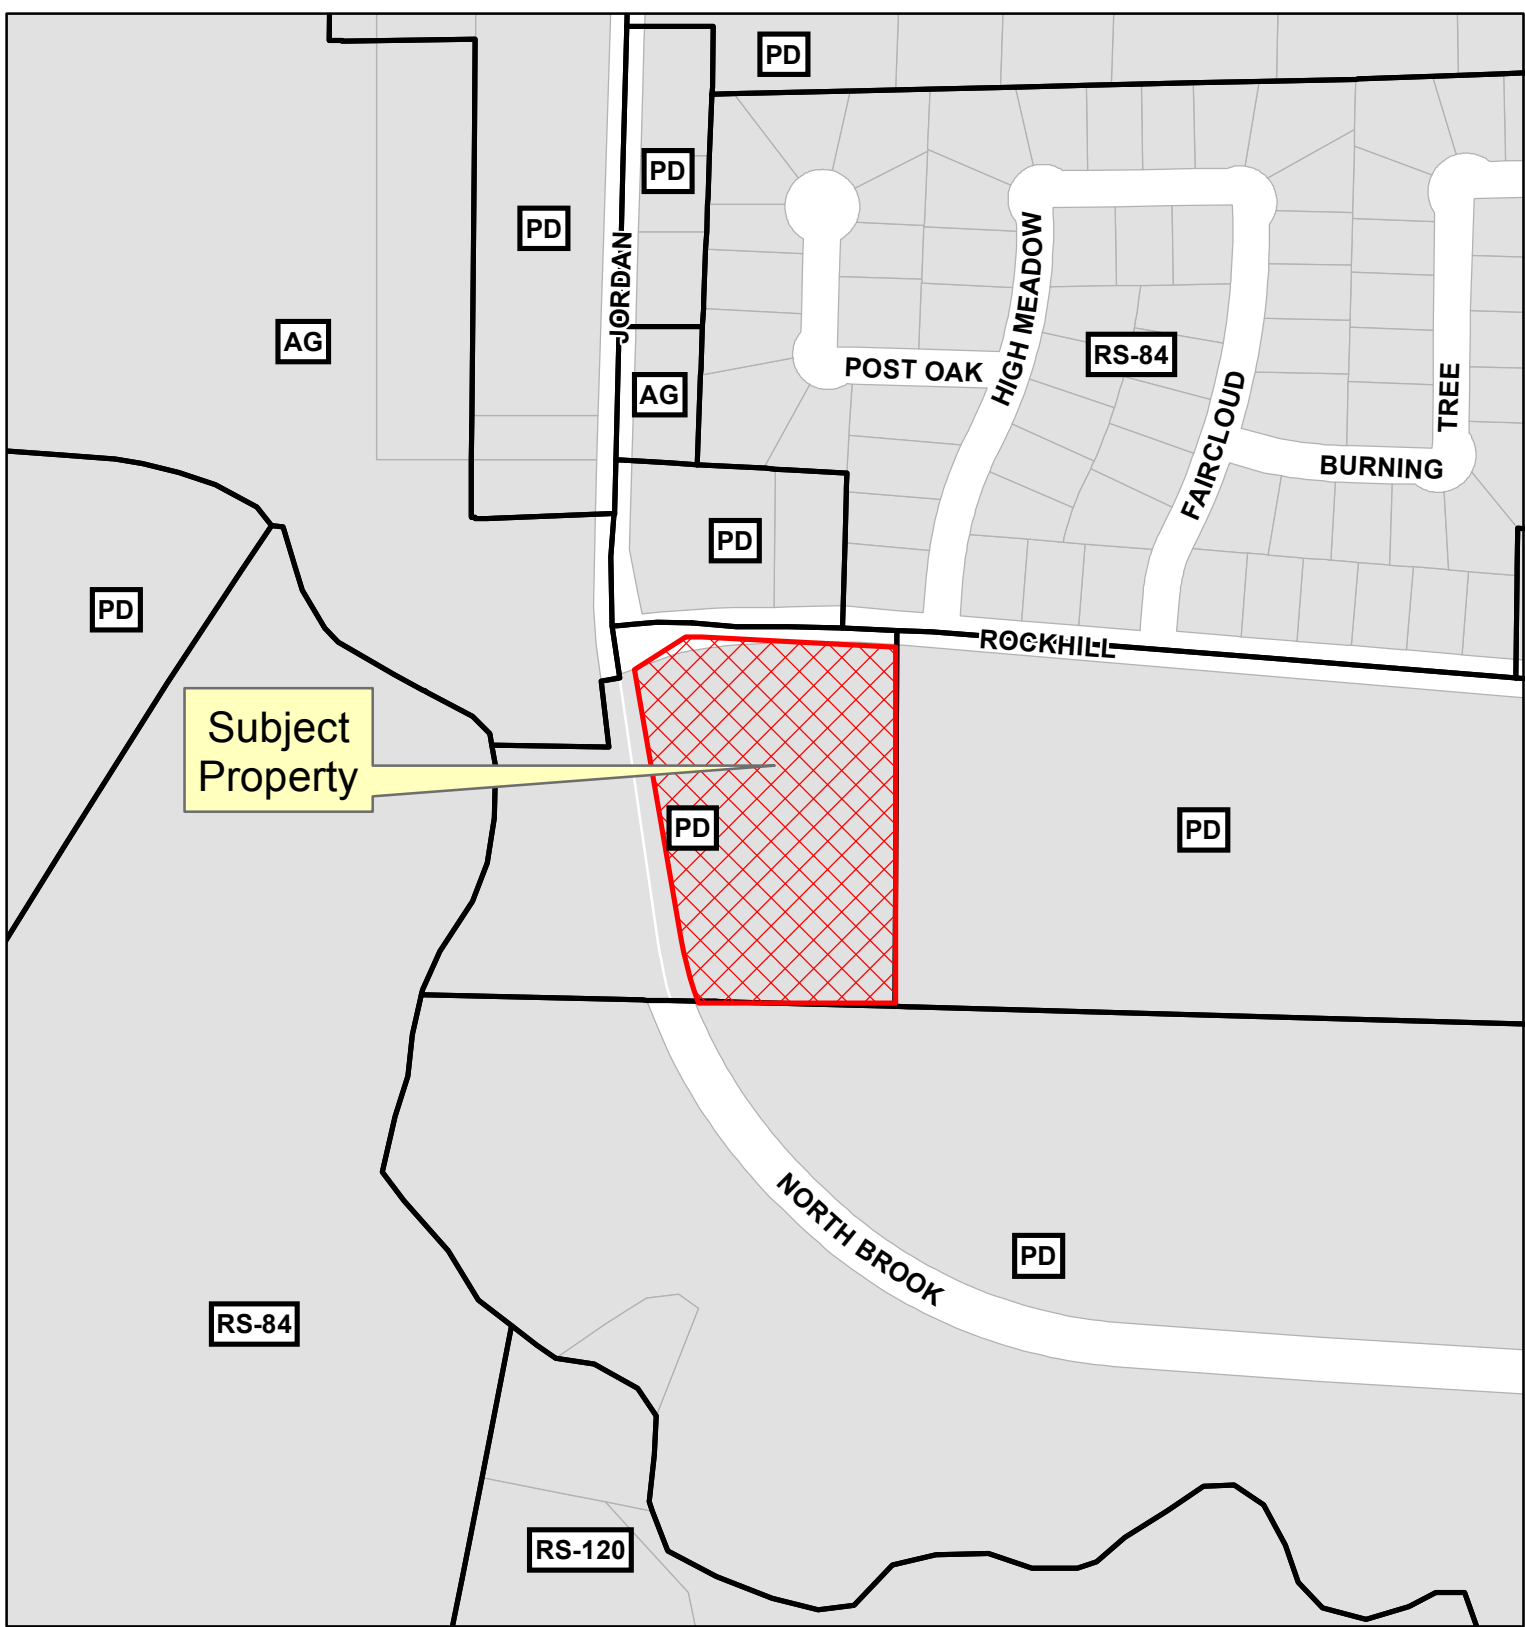 PD
PD
PD
JORDAN
HIGH MEADOW
AG
RS-84
POST OAK
TREE
AG
FAIRCLOUD
BURNING
PD
PD
ROCKHILL
Subject
Property
PD
PD
NORTH BROOK
PD
RS-84
RS-120